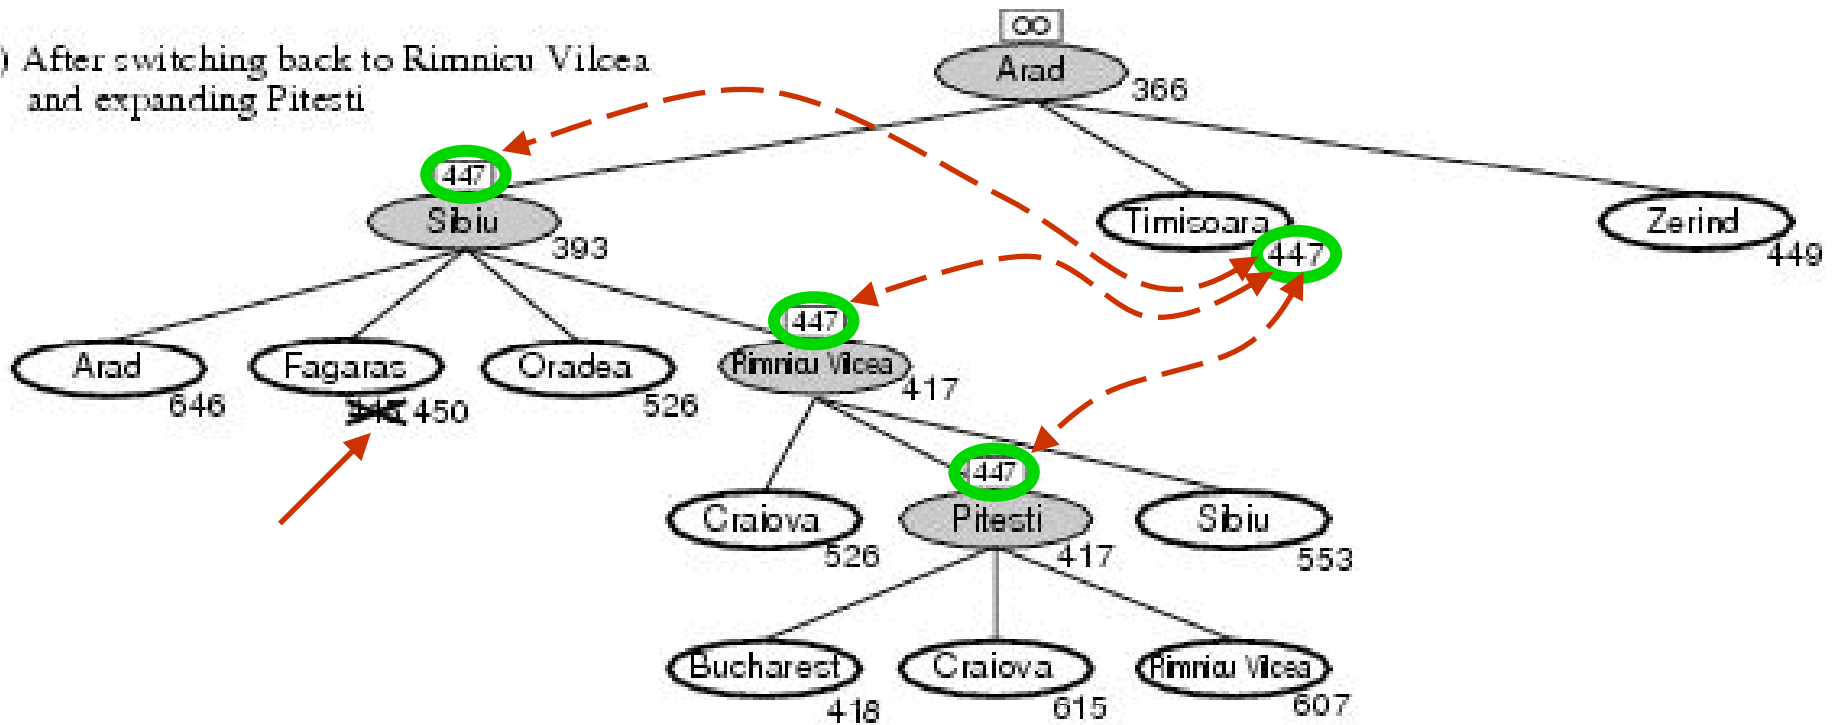 ) After switching back to Rimnicu Vilcea
and expanding Pitesti
∞
Arad
366
447
Sibiu
393
Timisoara
447
Zerind
449
Arad
646
Fagaras
450
Oradea
526
447
Rimnicu Vilcea
417
Craiova
526
447
Pitesti
417
Sibiu
553
Bucharest
418
Craiova
615
Rimnicu Vilcea
607